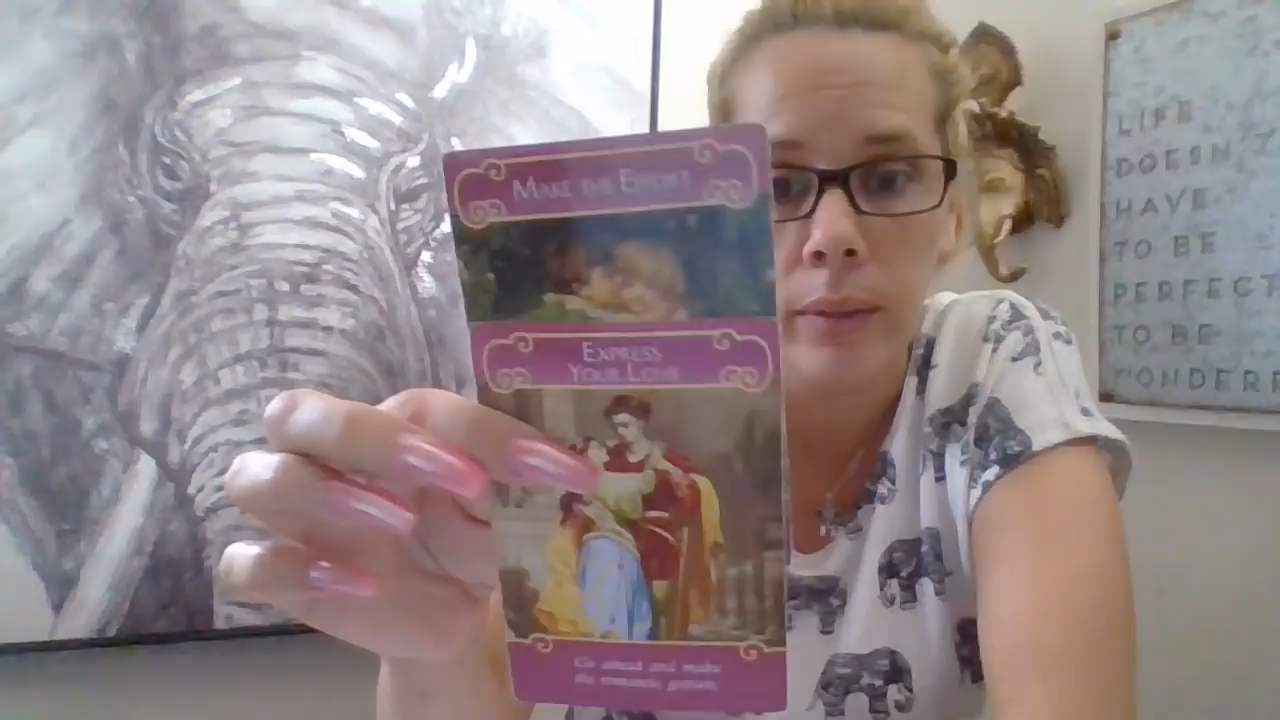 MAKE THE EFFORT
EXPRESS
YOUR LOVE
Go ahead and make
the romantic gesture.
LIFE
DOESN'T
HAVE
TO BE
PERFECT
TO BE
WONDERF